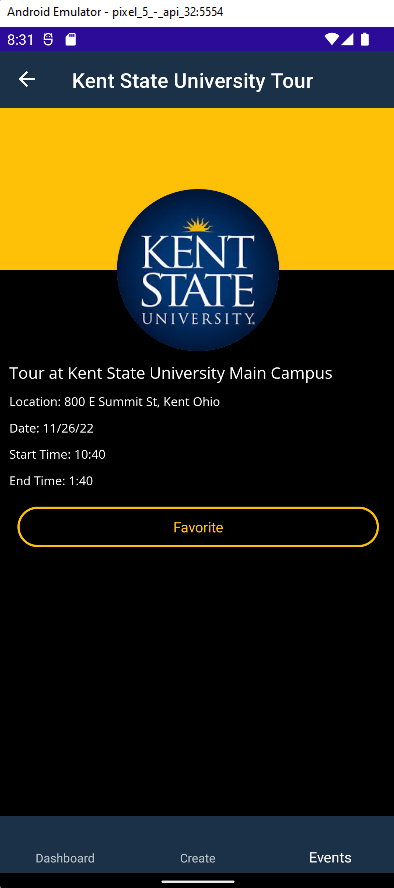 Android Emulator - pixel_5_-_api_32:5554
8:31
Kent State University Tour
KENT
STATE
UNIVERSITY.
Tour at Kent State University Main Campus
Location: 800 E Summit St, Kent Ohio
Date: 11/26/22
Start Time: 10:40
End Time: 1:40
Favorite
Dashboard Create Events